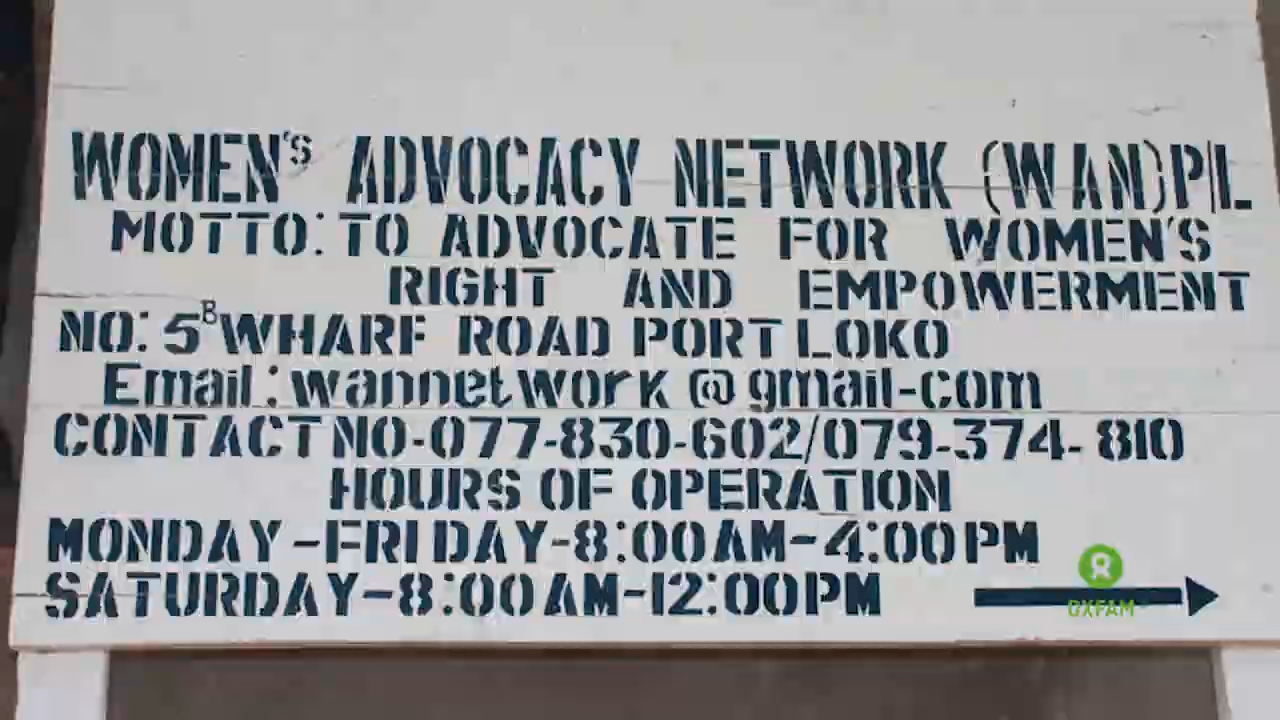 WOMEN'S ADVOCACY NETWORK (WAN)P/L
MOTTO: TO ADVOCATE FOR WOMEN'S
RIGHT AND EMPOWERMENT
NO: 5B WHARF ROAD PORT LOKO
Email: wannetwork@gmail-com
CONTACT NO-077-830-602/079-374-810
HOURS OF OPERATION
MONDAY-FRIDAY-8:00AM-4:00PM
SATURDAY-8:00AM-12:00PM
OXFAM